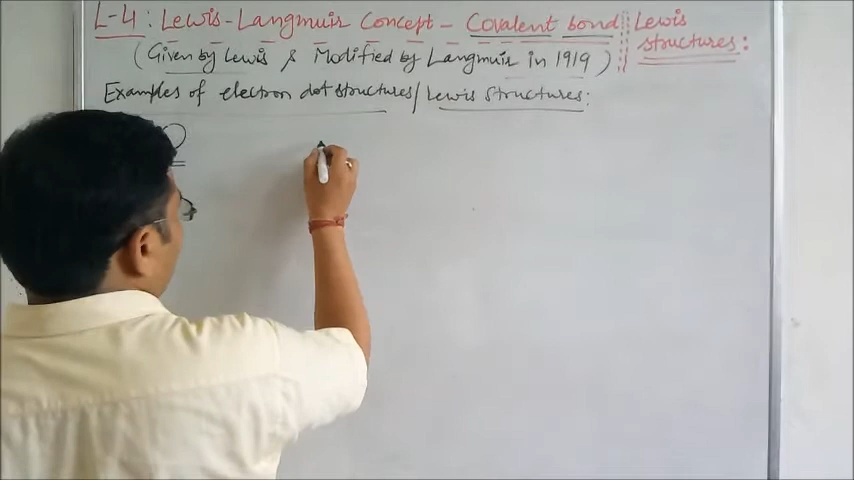 L-4: Lewis-Langmuir Concept - Covalent bond Lewis structures:
(Given by Lewis & Modified by Langmuir in 1919)
Examples of electron dot structures/Lewis Structures: